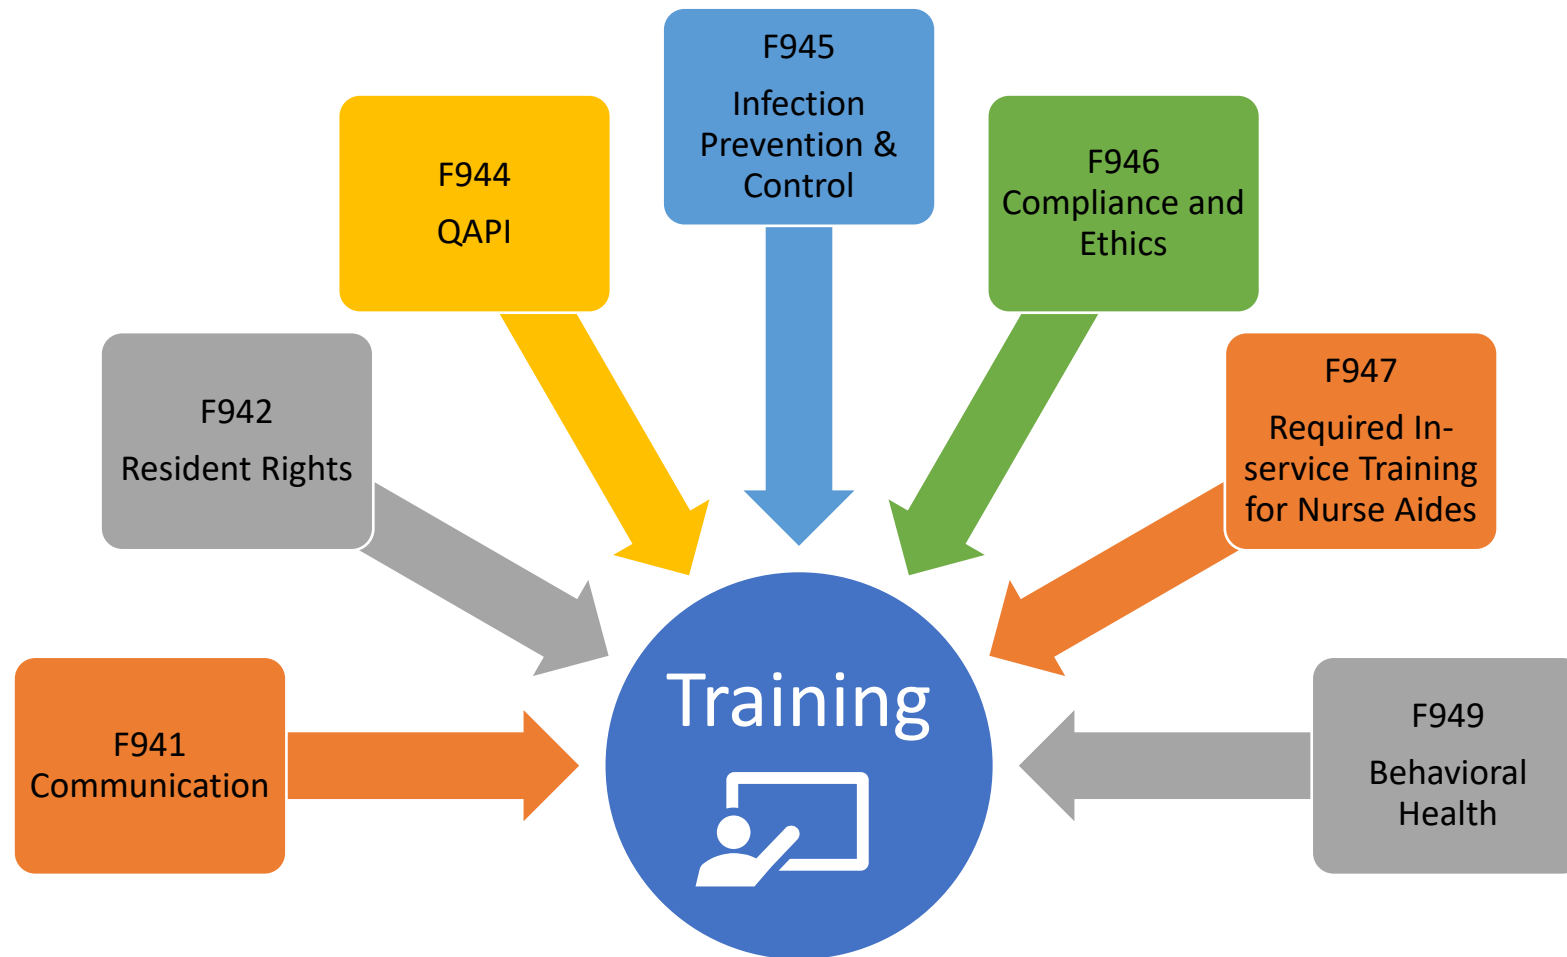 F945
Infection
Prevention &
Control
F944
QAPI
F946
Compliance and
Ethics
F942
Resident Rights
F947
Required In-
service Training
for Nurse Aides
F941
Communication
Training
F949
Behavioral
Health